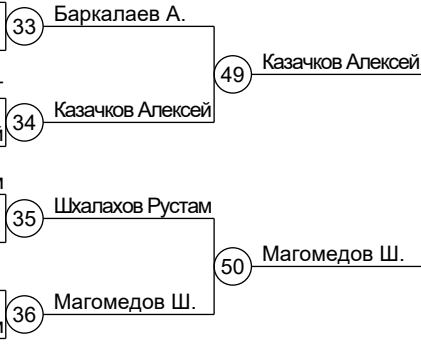 33 Баркалаев А.
49 Казачков Алексей
34 Казачков Алексей
35 Шхалахов Рустам
50 Магомедов Ш.
36 Магомедов Ш.